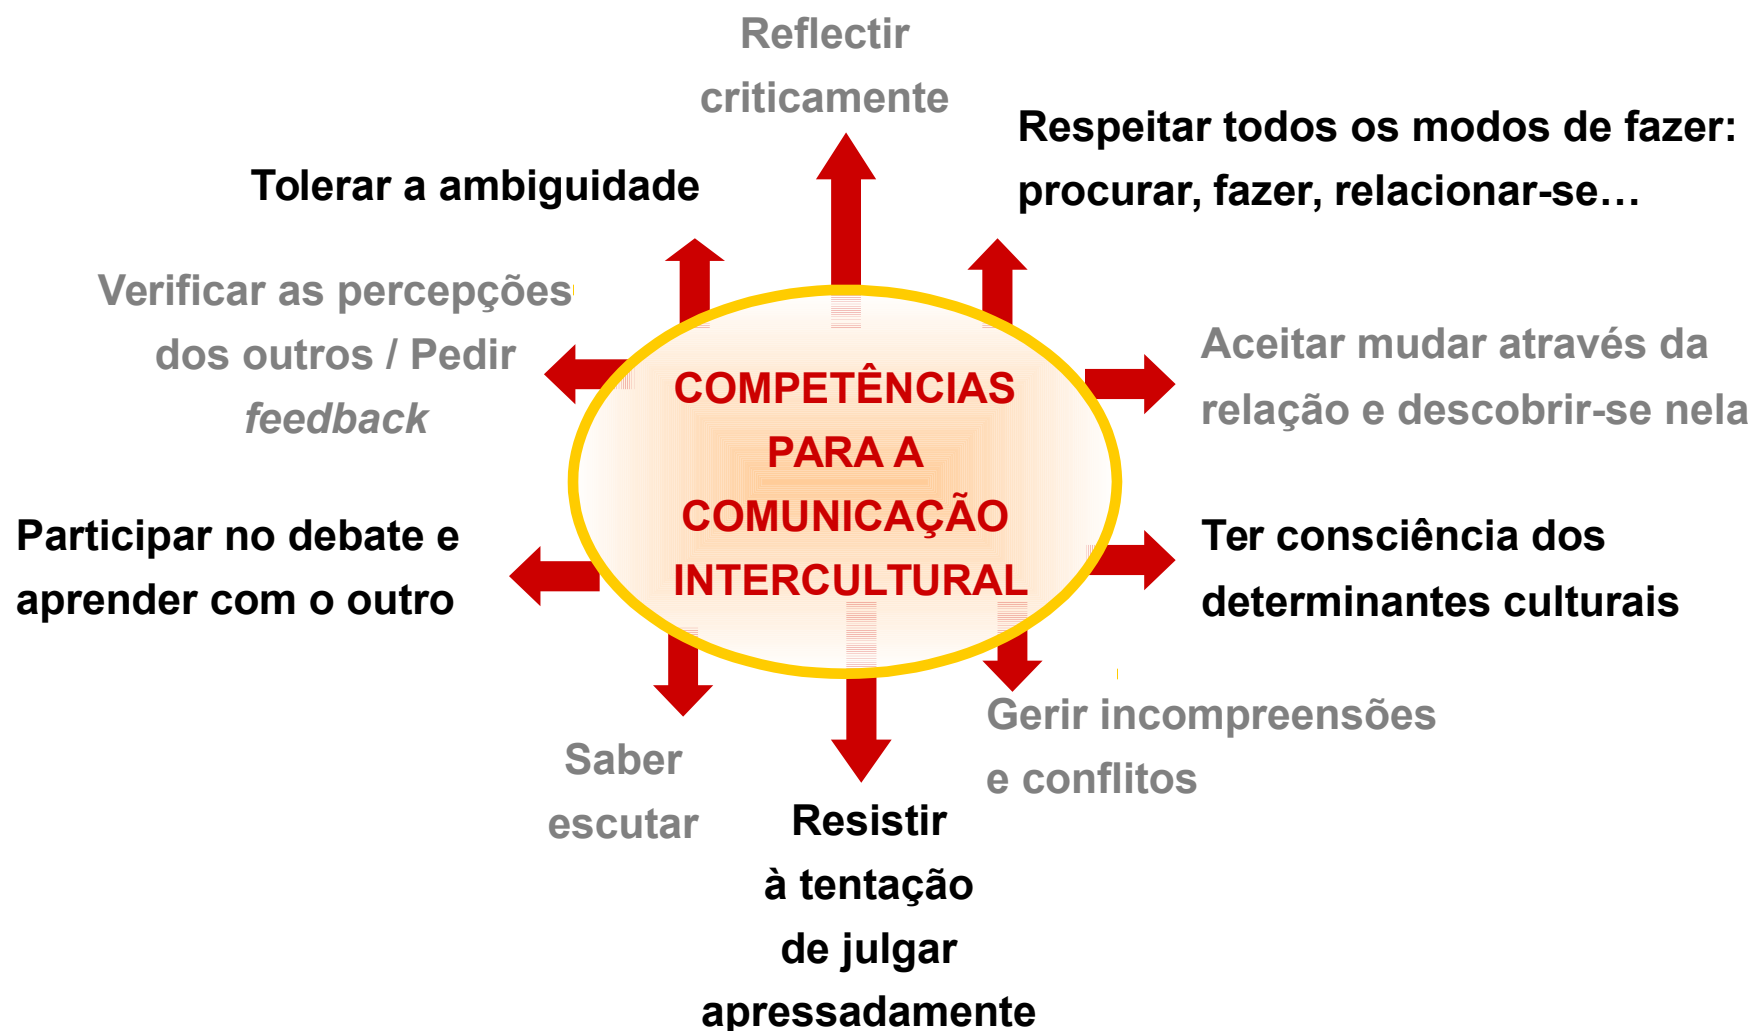 Reflectir
criticamente
Respeitar todos os modos de fazer:
procurar, fazer, relacionar-se…
Tolerar a ambiguidade
Verificar as percepções
dos outros / Pedir
feedback
Aceitar mudar através da
relação e descobrir-se nela
COMPETÊNCIAS
PARA A
COMUNICAÇÃO
INTERCULTURAL
Participar no debate e
aprender com o outro
Ter consciência dos
determinantes culturais
Gerir incompreensões
e conflitos
Saber
escutar
Resistir
à tentação
de julgar
apressadamente